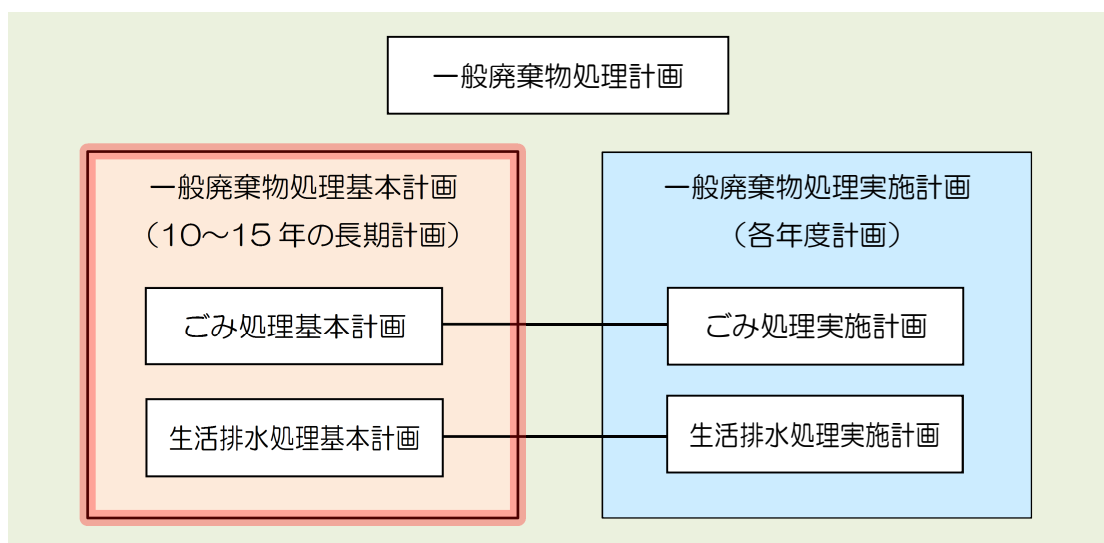 一般廃棄物処理計画
一般廃棄物処理基本計画
（10～15年の長期計画）
ごみ処理基本計画
生活排水処理基本計画
一般廃棄物処理実施計画
（各年度計画）
ごみ処理実施計画
生活排水処理実施計画